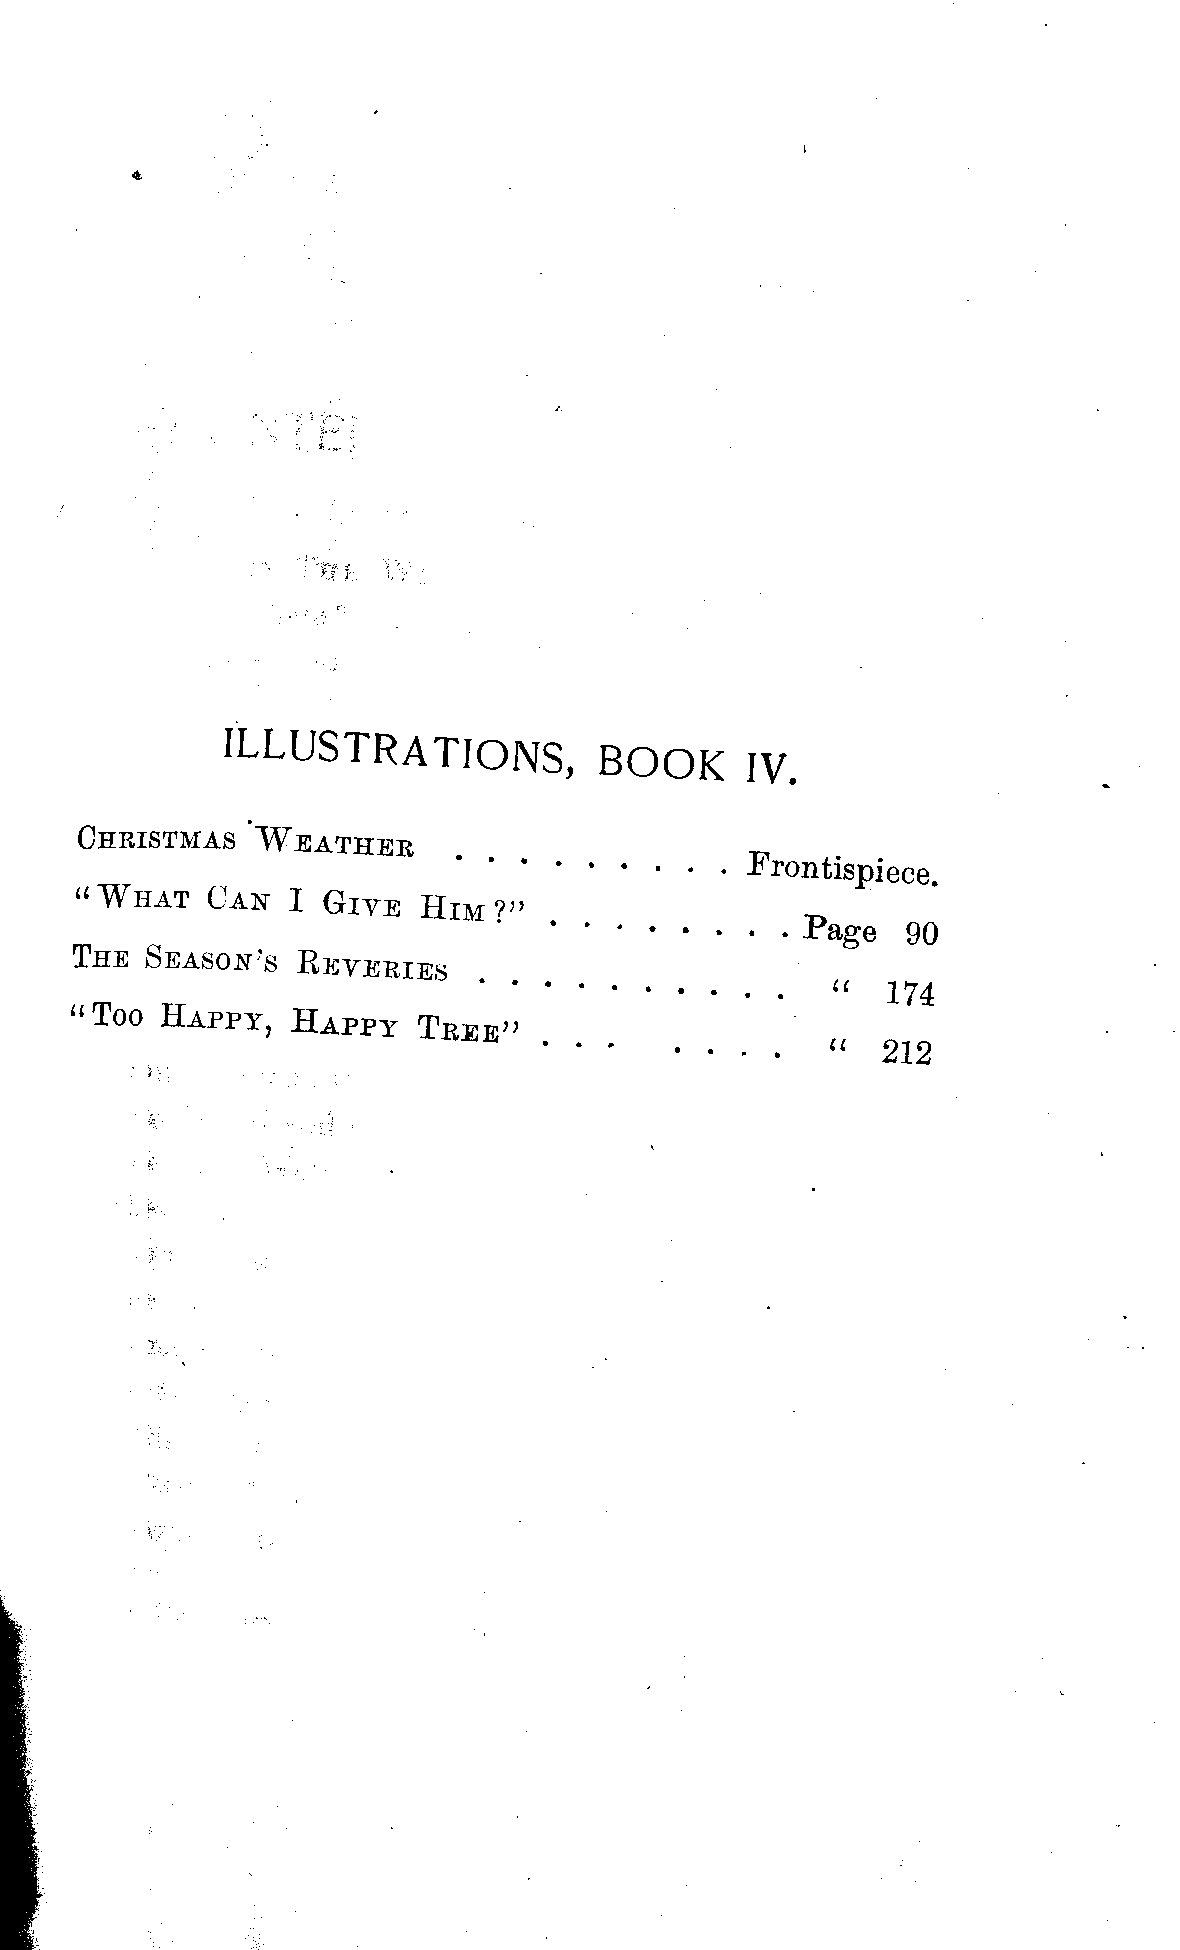 ILLUSTRATIONS, BOOK IV.
CHRISTMAS WEATHER . . . . . . . . . Frontispiece.
“WHAT CAN I GIVE HIM?” . . . . . . . . Page 90
THE SEASON'S REVERIES . . . . . . . . . . “ 174
“TOO HAPPY, HAPPY TREE” . . . . . . . “ 212